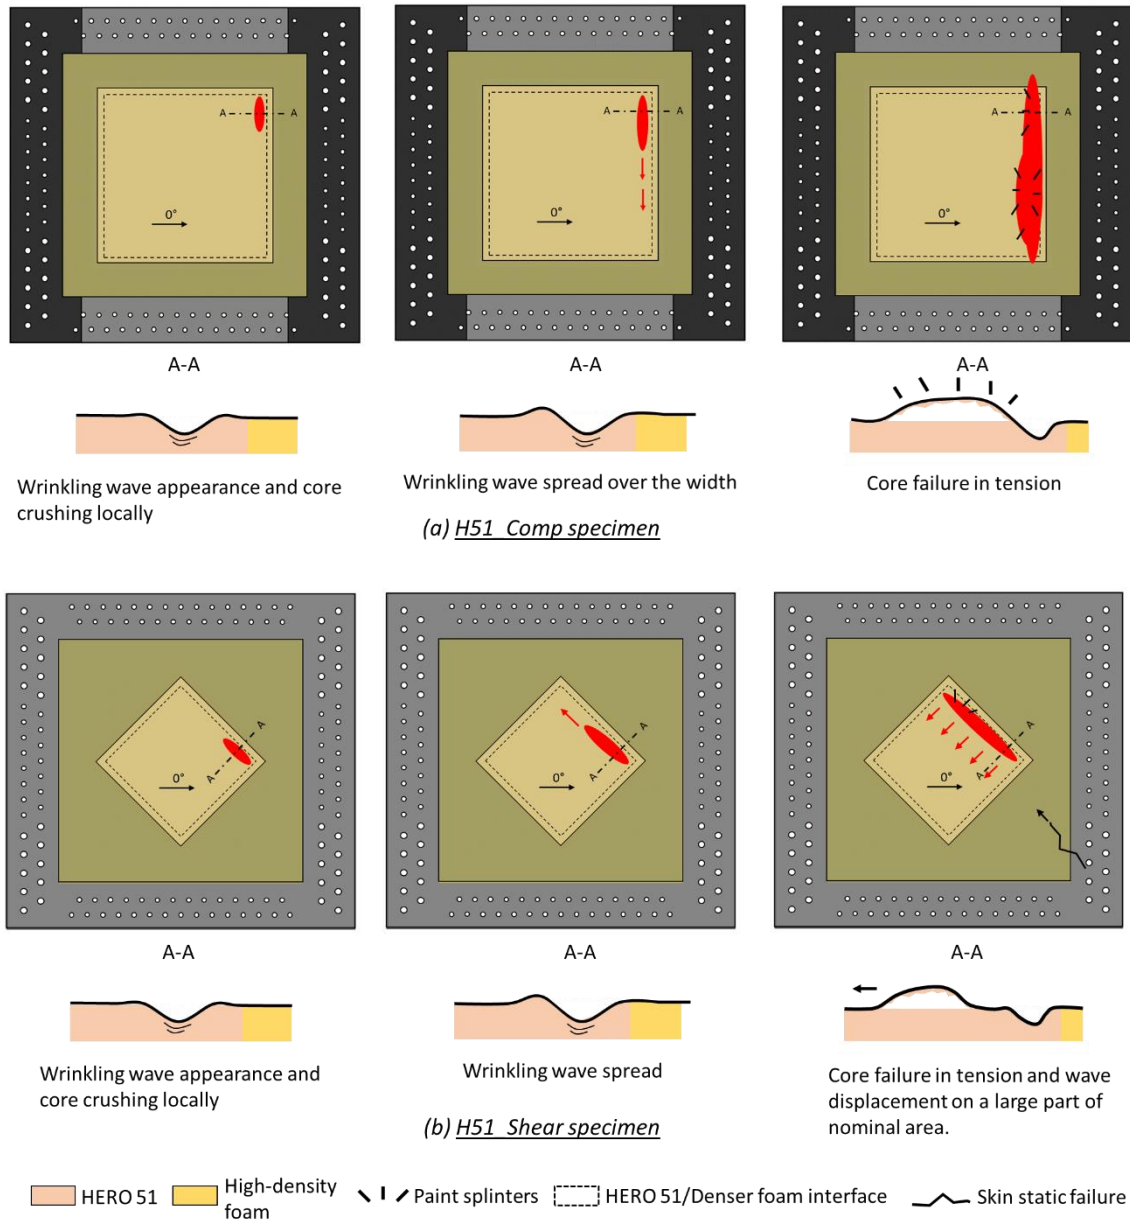 A A
0°
A A
0°
A A
0°
A-A
A-A
A-A
Wrinkling wave appearance and core
crushing locally
Wrinkling wave spread over the width
Core failure in tension
(a) H51_Comp specimen
A
A
0°
A
A
0°
A
A
0°
A-A
A-A
A-A
Wrinkling wave appearance and
core crushing locally
Wrinkling wave spread
Core failure in tension and wave
displacement on a large part of
nominal area.
(b) H51_Shear specimen
HERO 51
High-density
foam
Paint splinters
HERO 51/Denser foam interface
Skin static failure